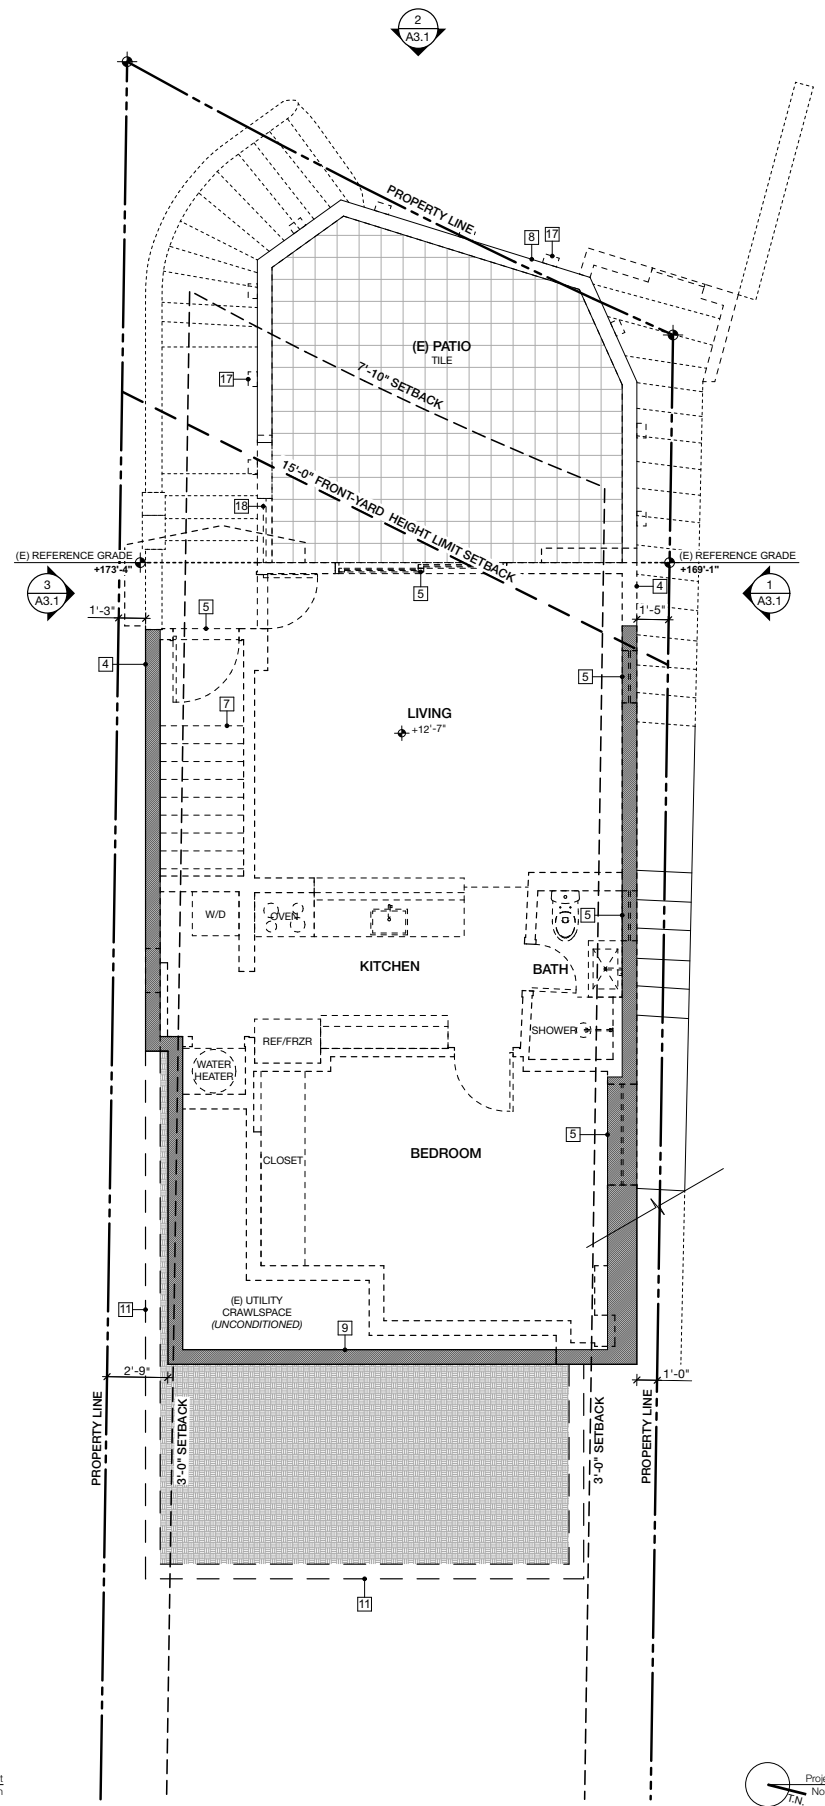 2
A3.1
PROPERTY LINE
8
17
(E) PATIO
TILE
7'-10" SETBACK
17
15'-0" FRONT-YARD HEIGHT LIMIT SETBACK
18
(E) REFERENCE GRADE
+173'-4"
(E) REFERENCE GRADE
+169'-1"
3
A3.1
5
4
1
A3.1
1'-3"
5
1'-5"
4
5
7
LIVING
+12'-7"
W/D
OVEN
5
KITCHEN
BATH
REF/FRZR
SHOWER
WATER
HEATER
5
BEDROOM
CLOSET
(E) UTILITY
CRAWLSPACE
(UNCONDITIONED)
11
9
2'-9"
1'-0"
PROPERTY LINE
3'-0" SETBACK
3'-0" SETBACK
PROPERTY LINE
11
T.N.